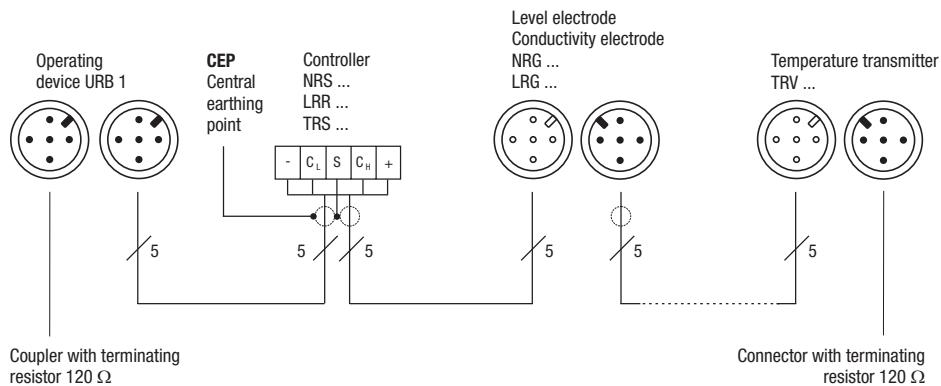 Operating
device URB 1
CEP
Central
earthing
point
Controller
NRS ...
LRR ...
TRS ...
Level electrode
Conductivity electrode
NRG ...
LRG ...
Temperature transmitter
TRV ...
- CL S CH +
5
5
5
5
5
Coupler with terminating
resistor 120 Ω
Connector with terminating
resistor 120 Ω